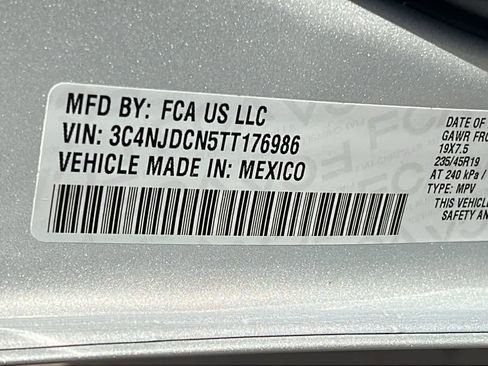 MFD BY: FCA US LLC
VIN: 3C4NJDCN5TT176986
VEHICLE MADE IN: MEXICO
DATE OF
GAWR FRO
19X7.5
235/45R19
AT 240 kPa /
TYPE: MPV
THIS VEHICLE
SAFETY AN